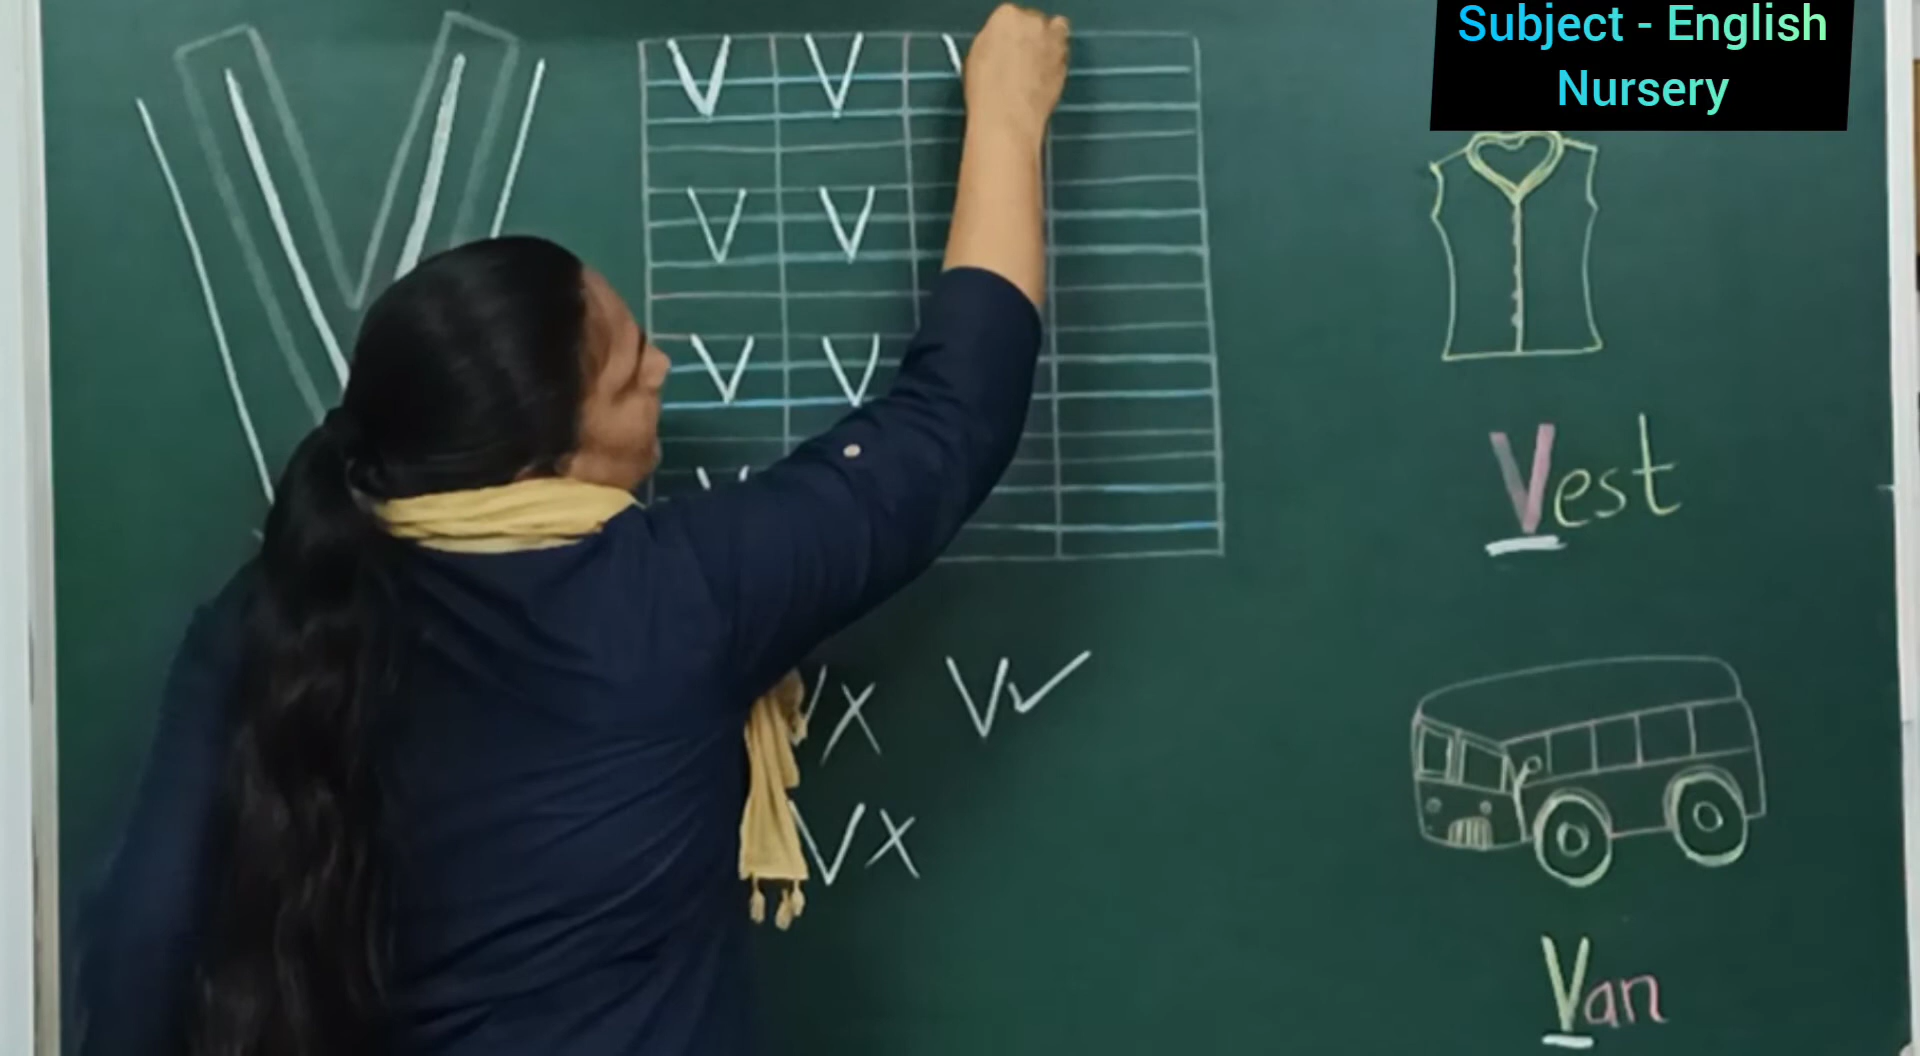 Subject - English
Nursery
V
V V
V V
V V
V
Vx V✓
Vx
Vest
Van